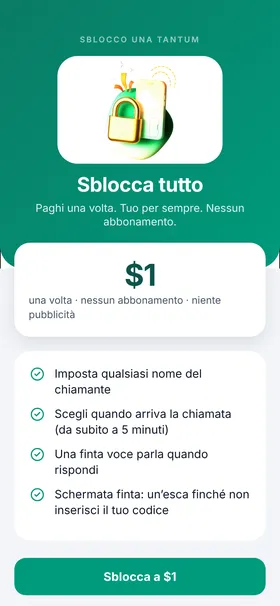 SBLOCCO UNA TANTUM
Sblocca tutto
Paghi una volta. Tuo per sempre. Nessun
abbonamento.
$1
una volta · nessun abbonamento · niente
pubblicità
Imposta qualsiasi nome del
chiamante
Scegli quando arriva la chiamata
(da subito a 5 minuti)
Una finta voce parla quando
rispondi
Schermata finta: un’esca finché non
inserisci il tuo codice
Sblocca a $1